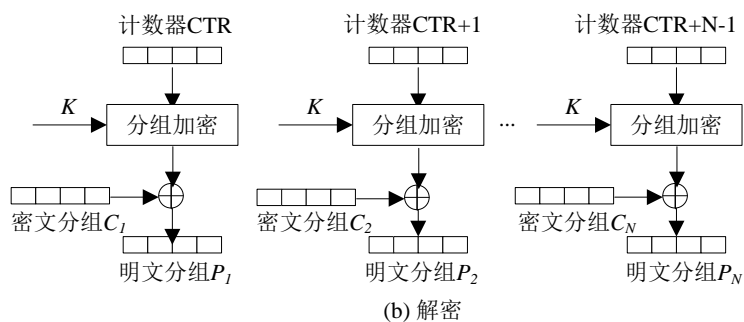 计数器CTR 计数器CTR+1 计数器CTR+N-1
K 分组加密 K 分组加密 ... K 分组加密
密文分组C1 密文分组C2 密文分组CN
明文分组P1 明文分组P2 明文分组PN
(b) 解密